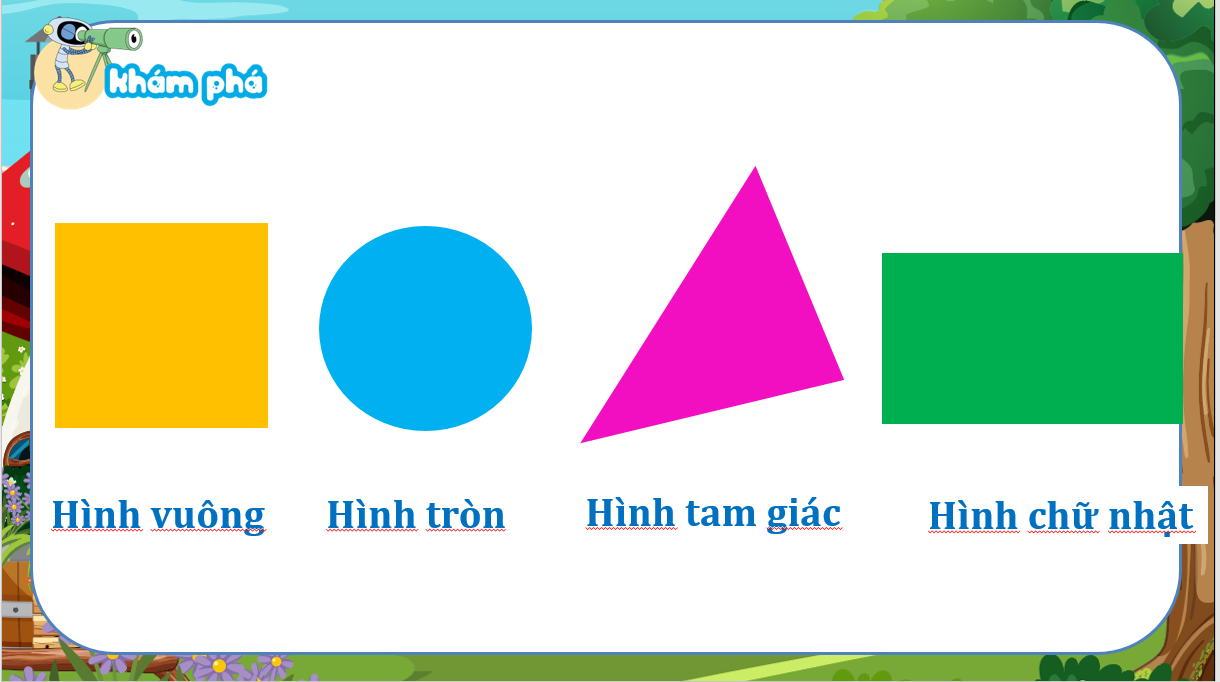 khám phá
Hình vuông
Hình tròn
Hình tam giác
Hình chữ nhật